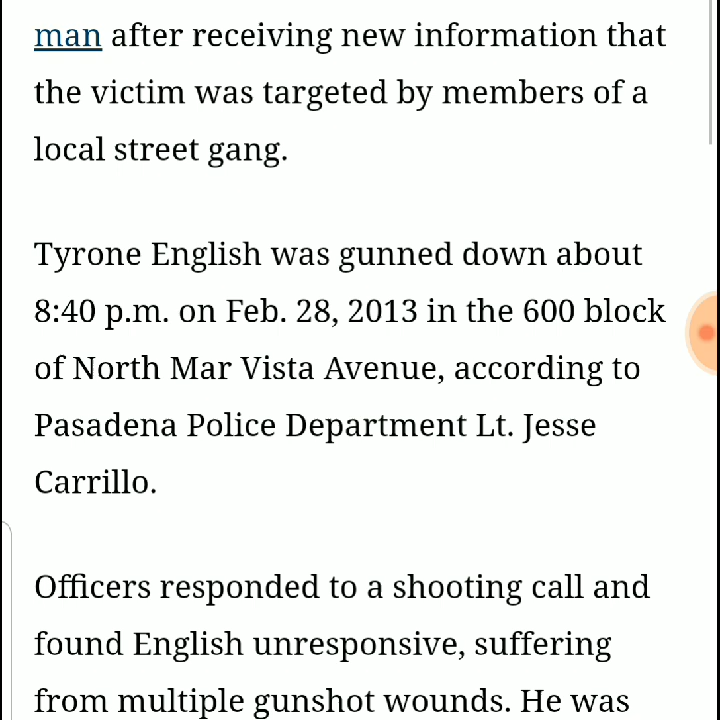 man after receiving new information that
the victim was targeted by members of a
local street gang.
Tyrone English was gunned down about
8:40 p.m. on Feb. 28, 2013 in the 600 block
of North Mar Vista Avenue, according to
Pasadena Police Department Lt. Jesse
Carrillo.
Officers responded to a shooting call and
found English unresponsive, suffering
from multiple gunshot wounds. He was